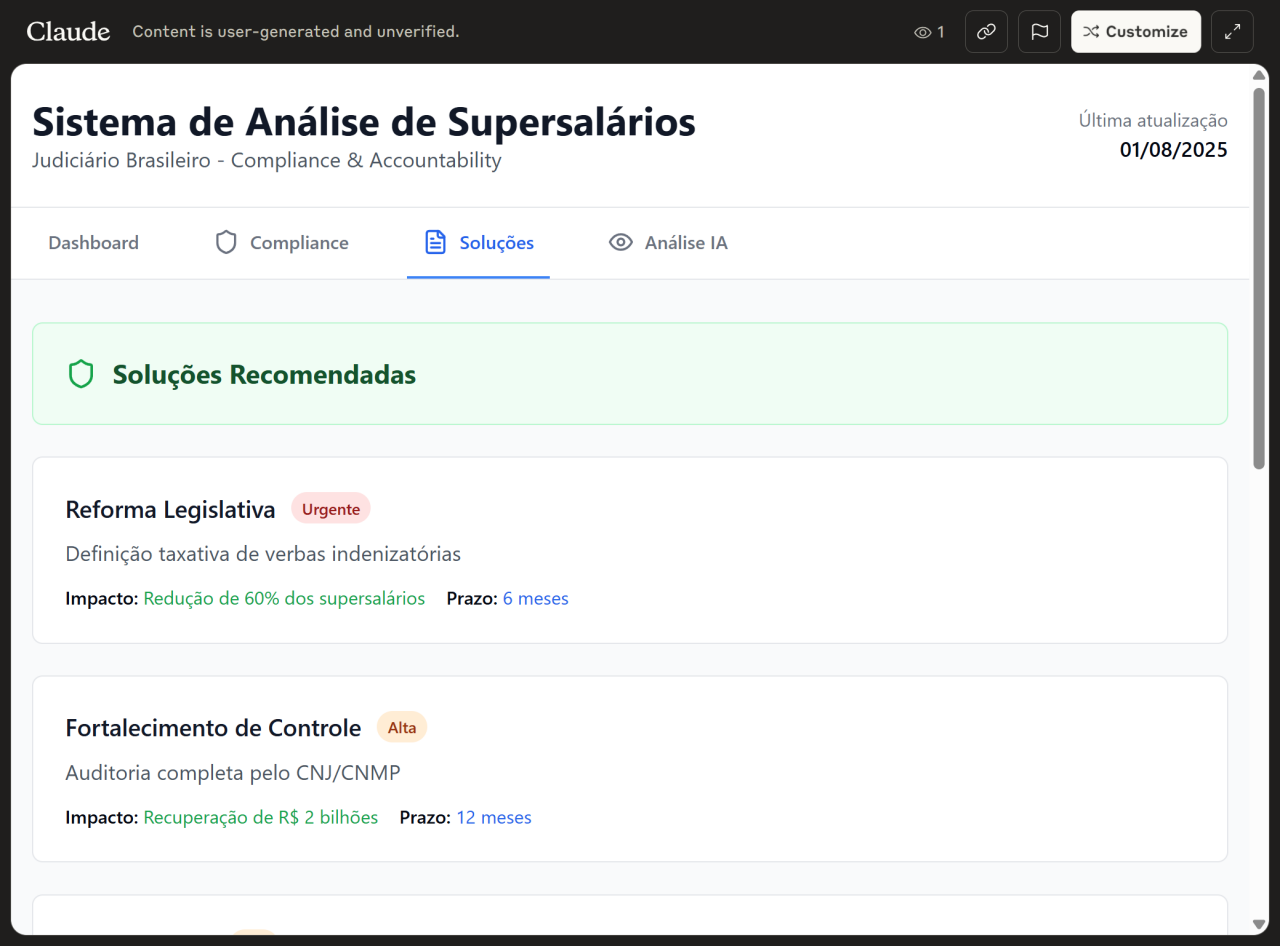 Claude
Content is user-generated and unverified.
1
Customize
Sistema de Análise de Supersalários
Judiciário Brasileiro - Compliance & Accountability
Última atualização
01/08/2025
Dashboard
Compliance
Soluções
Análise IA
Soluções Recomendadas
Reforma Legislativa
Urgente
Definição taxativa de verbas indenizatórias
Impacto: Redução de 60% dos supersalários Prazo: 6 meses
Fortalecimento de Controle
Alta
Auditoria completa pelo CNJ/CNMP
Impacto: Recuperação de R$ 2 bilhões Prazo: 12 meses